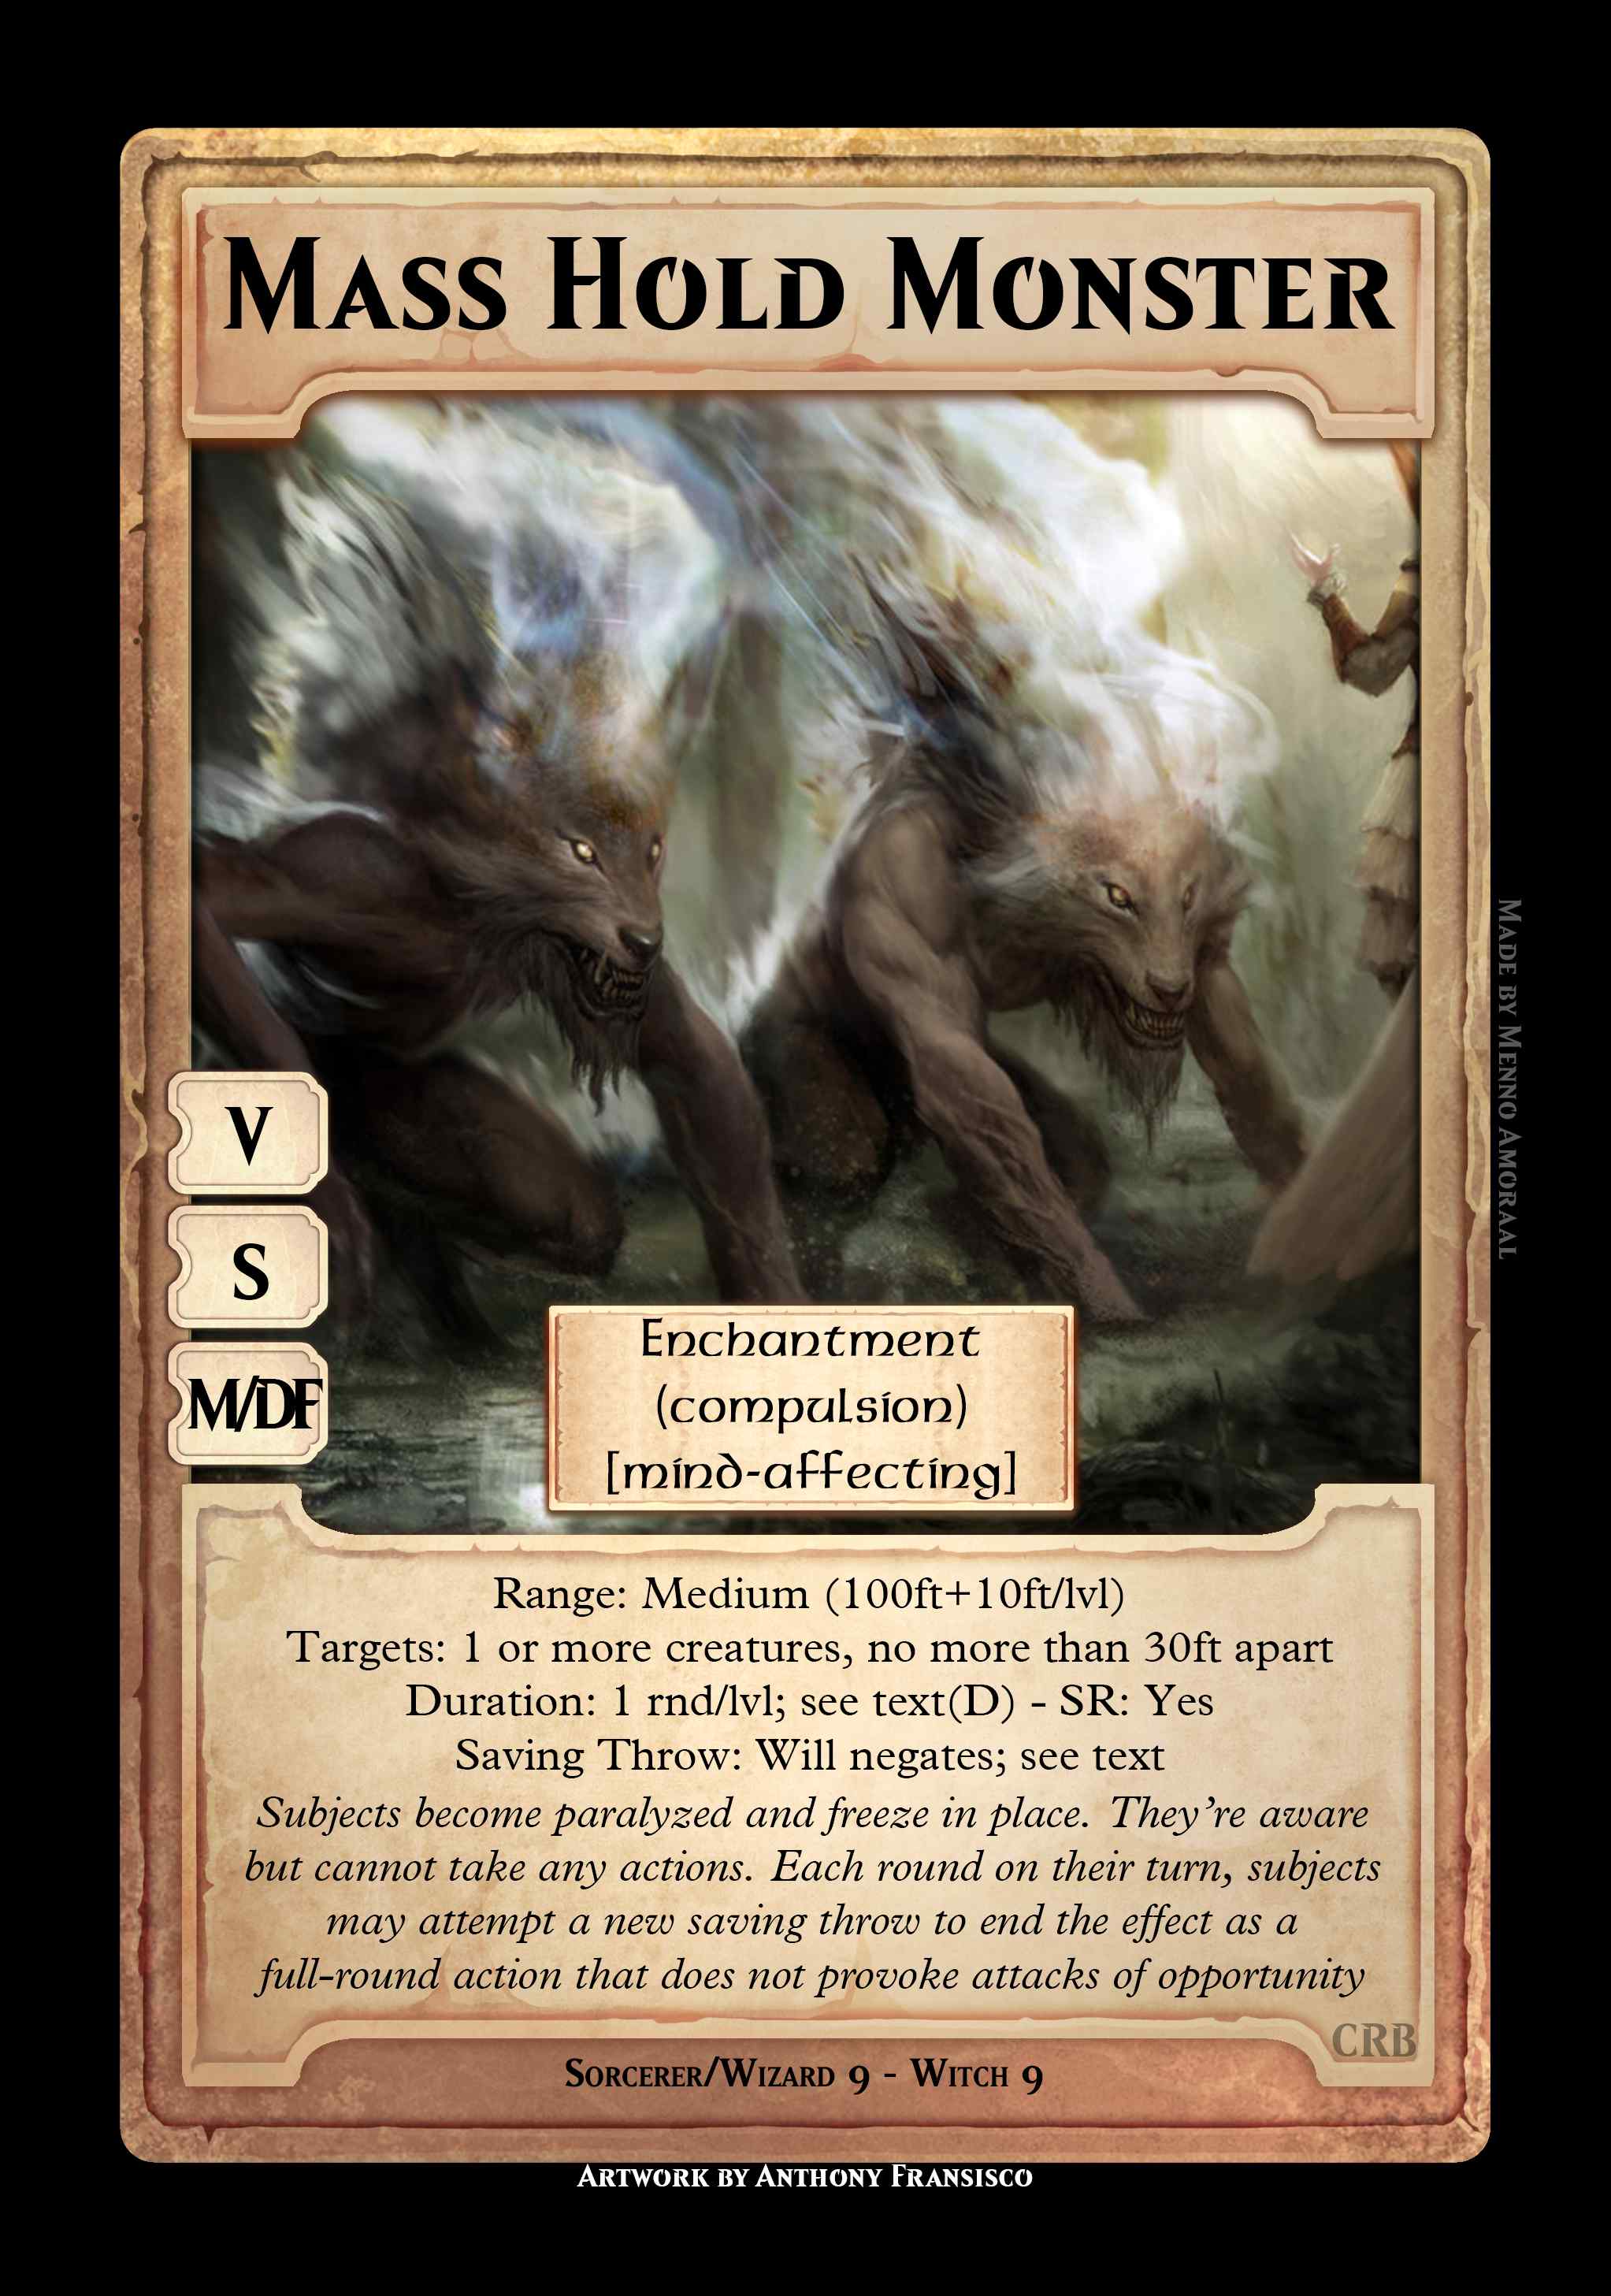 Mass Hold Monster
V
S
M/DF
Enchantment
(compulsion)
[mind-affecting]
Range: Medium (100ft+10ft/lvl)
Targets: 1 or more creatures, no more than 30ft apart
Duration: 1 rnd/lvl; see text(D) - SR: Yes
Saving Throw: Will negates; see text
Subjects become paralyzed and freeze in place. They're aware
but cannot take any actions. Each round on their turn, subjects
may attempt a new saving throw to end the effect as a
full-round action that does not provoke attacks of opportunity
CRB
Sorcerer/Wizard 9 - Witch 9
Artwork by Anthony Fransisco
Made by Menno Amoraal